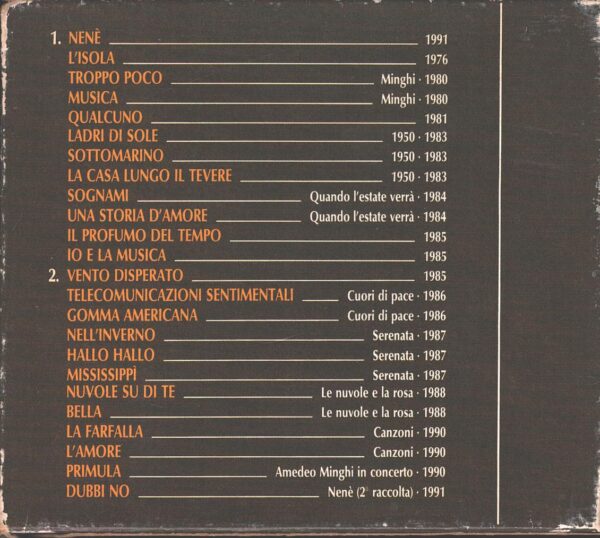 1. NENÈ 1991
L'ISOLA 1976
TROPPO POCO Minghi · 1980
MUSICA Minghi · 1980
QUALCUNO 1981
LADRI DI SOLE 1950 · 1983
SOTTOMARINO 1950 · 1983
LA CASA LUNGO IL TEVERE 1950 · 1983
SOGNAMI Quando l'estate verrà · 1984
UNA STORIA D'AMORE Quando l'estate verrà · 1984
IL PROFUMO DEL TEMPO 1985
IO E LA MUSICA 1985
2. VENTO DISPERATO 1985
TELECOMUNICAZIONI SENTIMENTALI Cuori di pace · 1986
GOMMA AMERICANA Cuori di pace · 1986
NELL'INVERNO Serenata · 1987
HALLO HALLO Serenata · 1987
MISSISSIPPÌ Serenata · 1987
NUVOLE SU DI TE Le nuvole e la rosa · 1988
BELLA Le nuvole e la rosa · 1988
LA FARFALLA Canzoni · 1990
L'AMORE Canzoni · 1990
PRIMULA Amedeo Minghi in concerto · 1990
DUBBI NO Nenè (2ª raccolta) · 1991